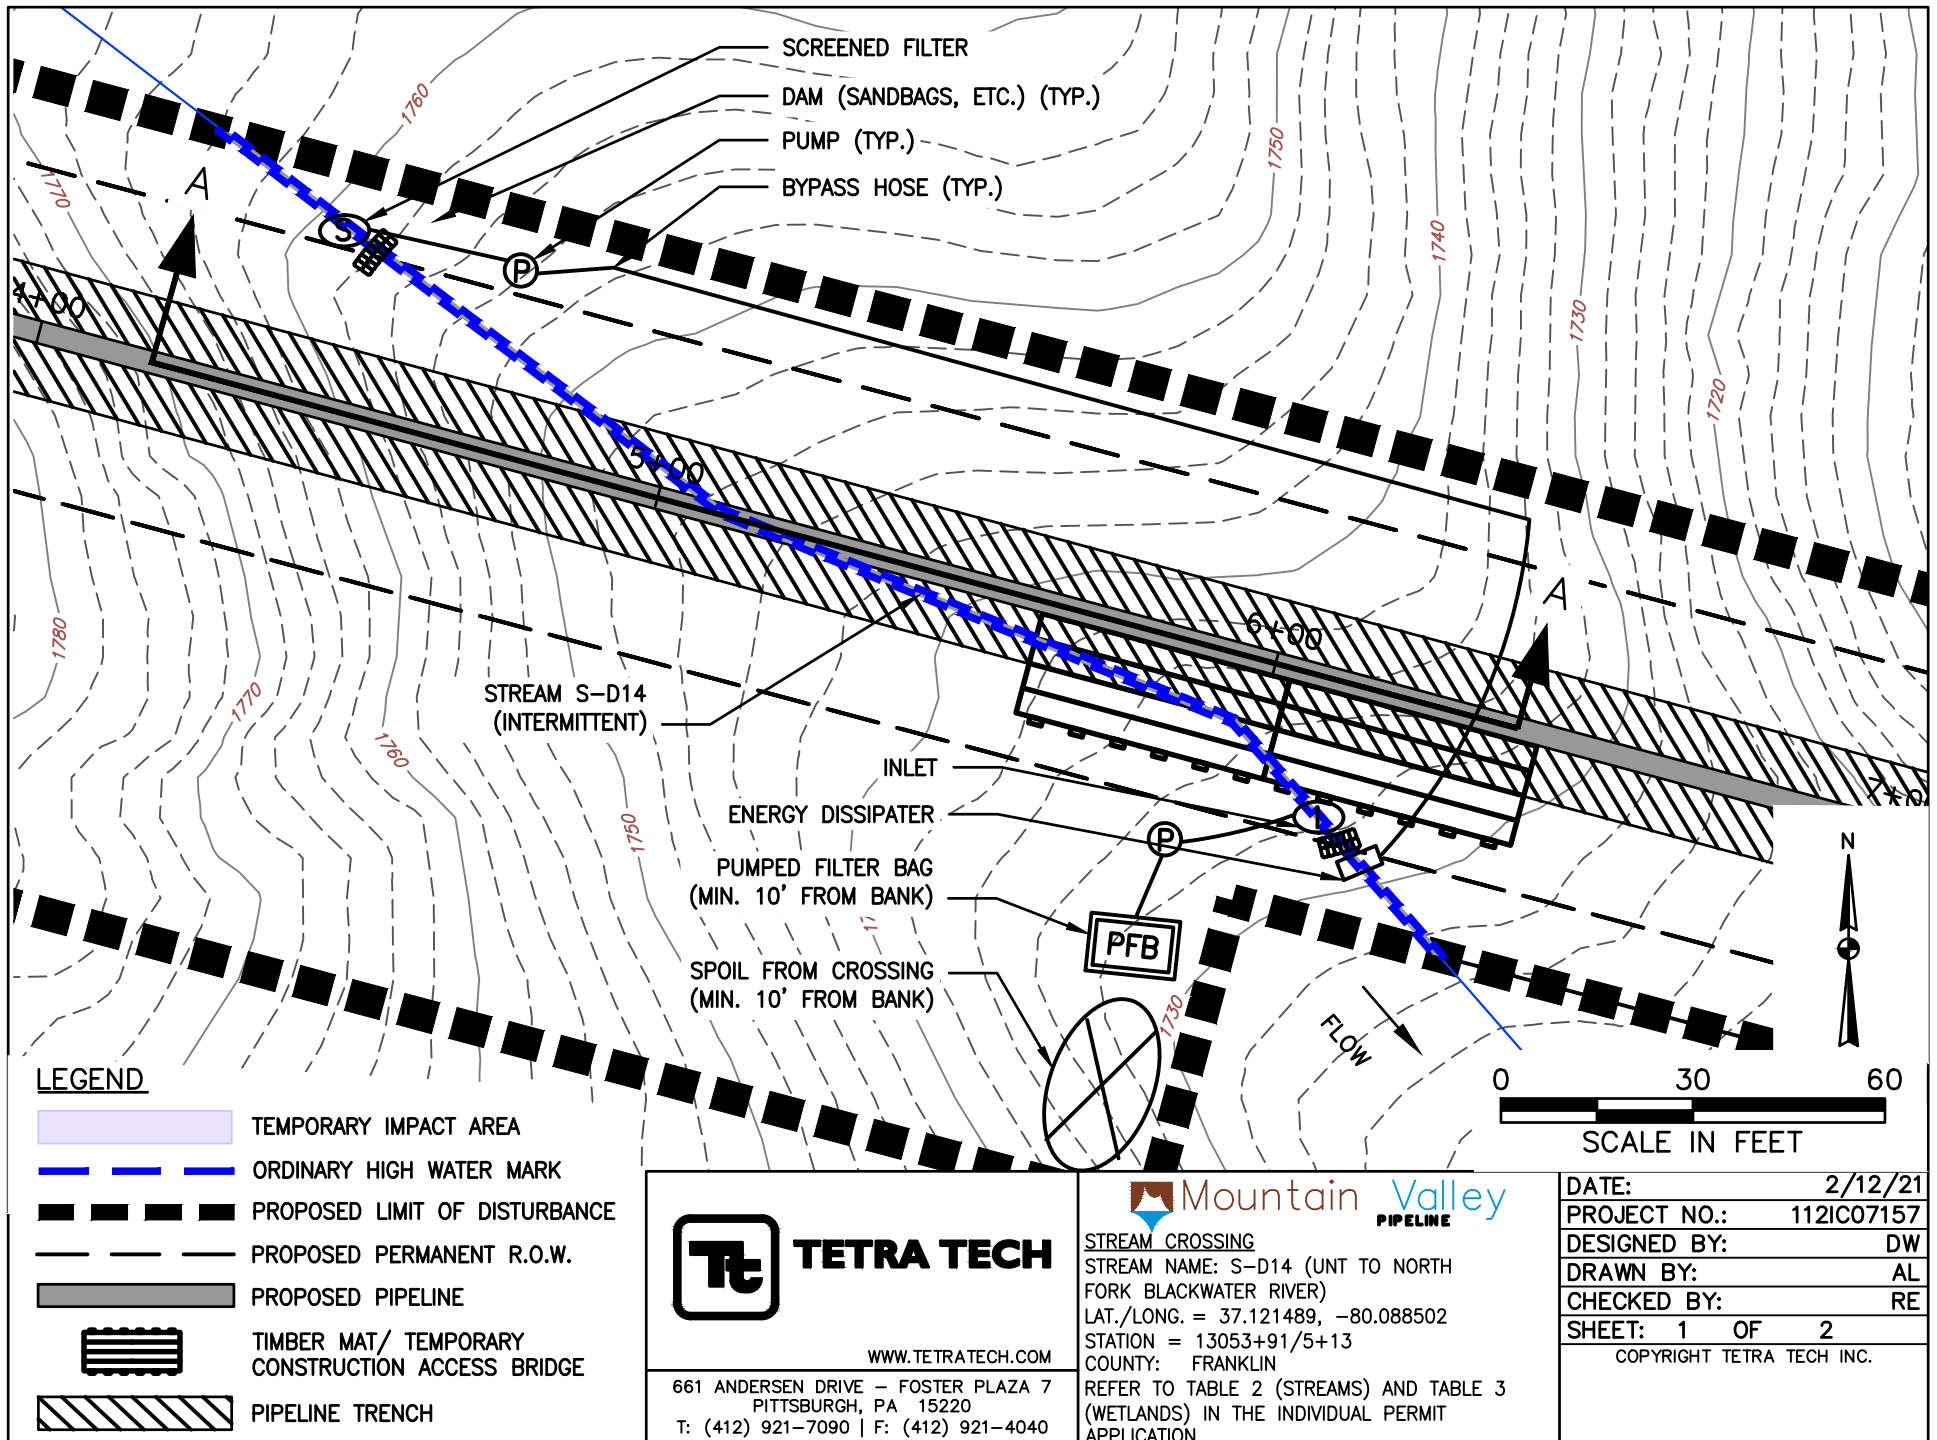 SCREENED FILTER
DAM (SANDBAGS, ETC.) (TYP.)
PUMP (TYP.)
BYPASS HOSE (TYP.)
1760
1770
1750
1740
1730
1720
A
S
P
4+00
5+00
6+00
A
1780
1770
1760
1750
STREAM S-D14
(INTERMITTENT)
INLET
ENERGY DISSIPATER
PUMPED FILTER BAG
(MIN. 10' FROM BANK)
P
I
PFB
SPOIL FROM CROSSING
(MIN. 10' FROM BANK)
1730
FLOW
N
0 30 60
SCALE IN FEET
LEGEND
TEMPORARY IMPACT AREA
ORDINARY HIGH WATER MARK
PROPOSED LIMIT OF DISTURBANCE
PROPOSED PERMANENT R.O.W.
PROPOSED PIPELINE
TIMBER MAT/ TEMPORARY
CONSTRUCTION ACCESS BRIDGE
PIPELINE TRENCH
Tt TETRA TECH
WWW.TETRATECH.COM
661 ANDERSEN DRIVE – FOSTER PLAZA 7
PITTSBURGH, PA 15220
T: (412) 921-7090 | F: (412) 921-4040
Mountain Valley
PIPELINE
STREAM CROSSING
STREAM NAME: S-D14 (UNT TO NORTH
FORK BLACKWATER RIVER)
LAT./LONG. = 37.121489, -80.088502
STATION = 13053+91/5+13
COUNTY: FRANKLIN
REFER TO TABLE 2 (STREAMS) AND TABLE 3
(WETLANDS) IN THE INDIVIDUAL PERMIT
APPLICATION
DATE: 2/12/21
PROJECT NO.: 112IC07157
DESIGNED BY: DW
DRAWN BY: AL
CHECKED BY: RE
SHEET: 1 OF 2
COPYRIGHT TETRA TECH INC.